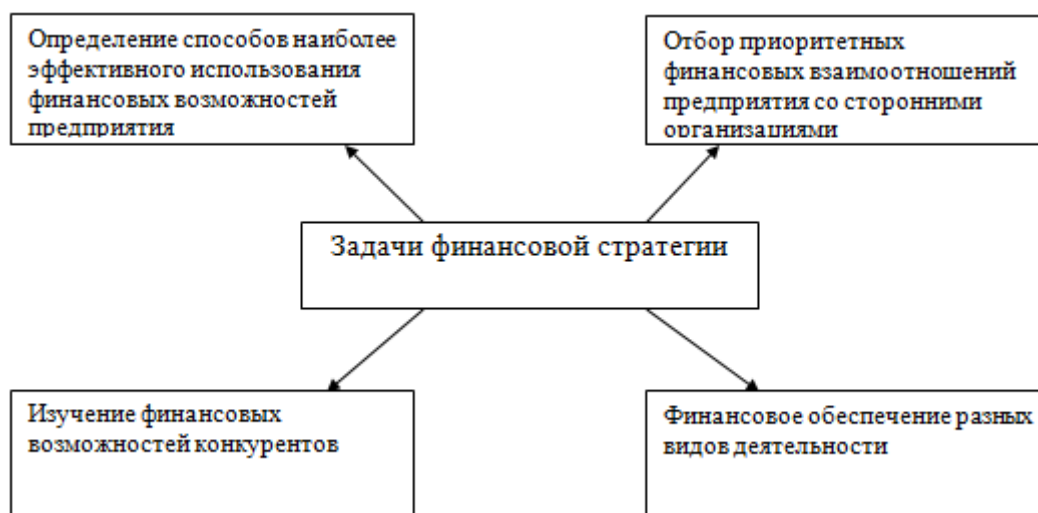 Определение способов наиболее
эффективного использования
финансовых возможностей
предприятия
Отбор приоритетных
финансовых взаимоотношений
предприятия со сторонними
организациями
Задачи финансовой стратегии
Изучение финансовых
возможностей конкурентов
Финансовое обеспечение разных
видов деятельности